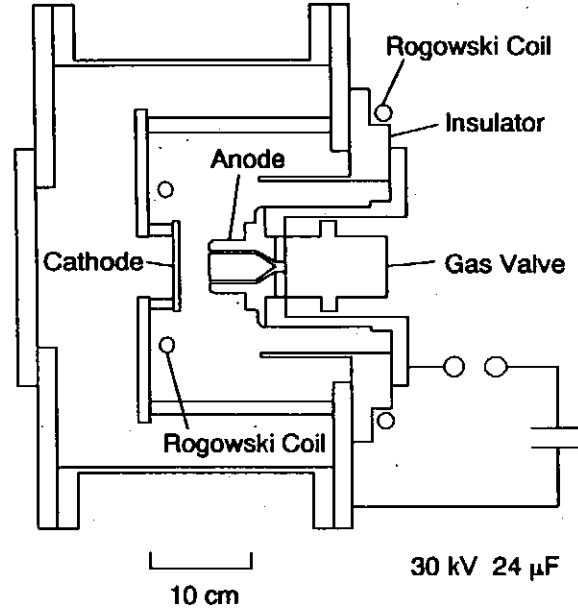 Rogowski Coil
Insulator
Anode
Cathode
Gas Valve
Rogowski Coil
10 cm
30 kV 24 μF